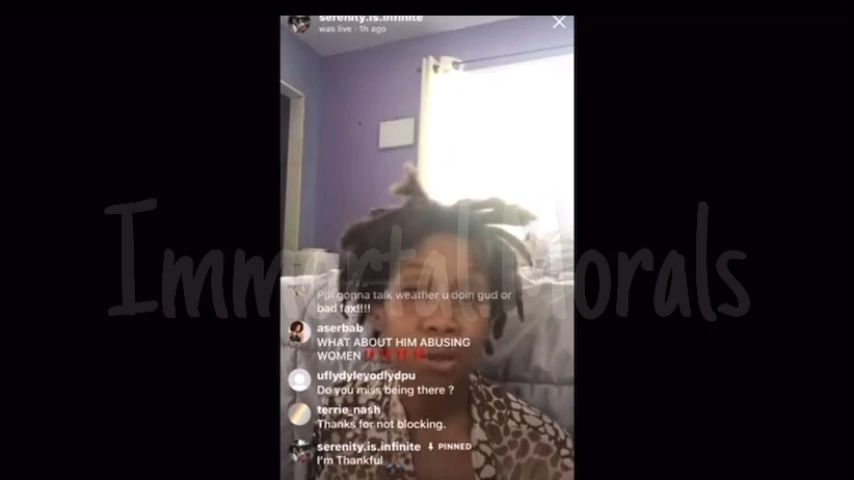 serenity.is.infinite
was live · 1h ago
Immortal Morals
Ppl gonna talk weather u doin gud or
bad fax!!!!
aserbab
WHAT ABOUT HIM ABUSING
WOMEN
uflydyleyodlydpu
Do you miss being there ?
terrie_nash
Thanks for not blocking.
serenity.is.infinite PINNED
I'm Thankful